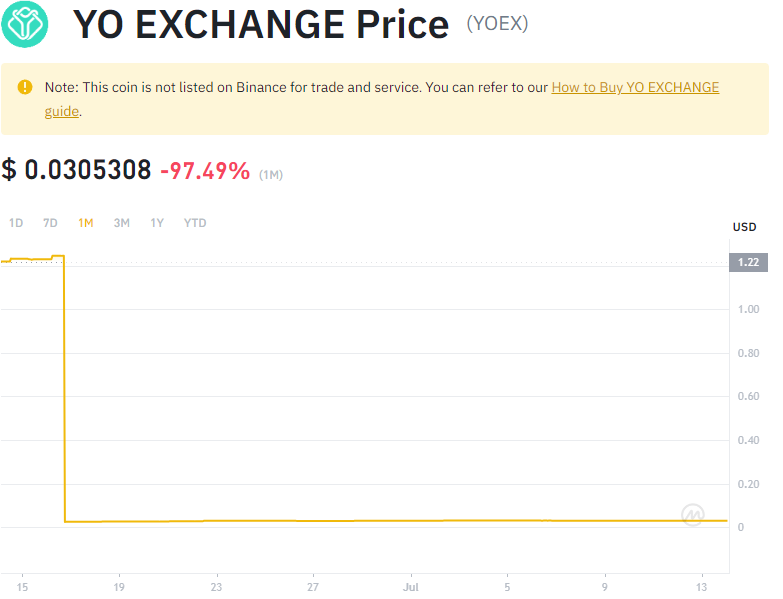 YO EXCHANGE Price (YOEX)
Note: This coin is not listed on Binance for trade and service. You can refer to our How to Buy YO EXCHANGE
guide.
$ 0.0305308 -97.49% (1M)
1D 7D 1M 3M 1Y YTD
USD
1.22
1.00
0.80
0.60
0.40
0.20
0
15 19 23 27 Jul 5 9 13